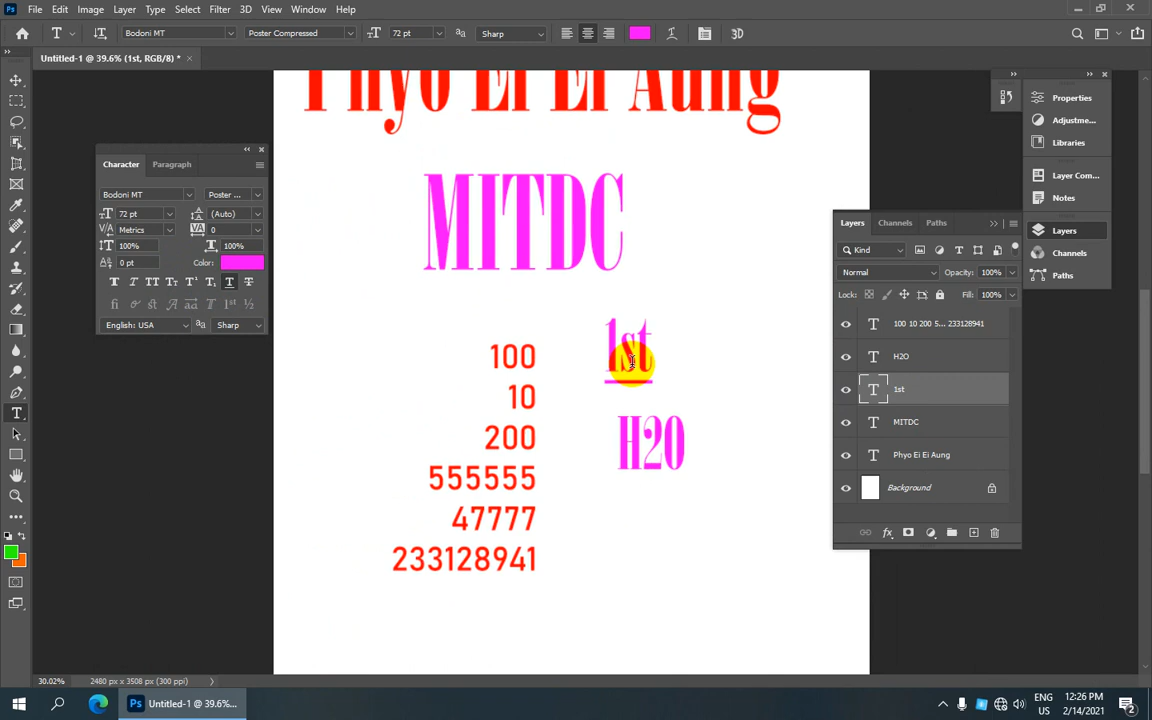 Ps File Edit Image Layer Type Select Filter 3D View Window Help
T Bodoni MT Poster Compressed 72 pt Sharp 3D
Untitled-1 @ 39.6% (1st, RGB/8) * ×
Phyo Ei Ei Aung
MITDC
1st
H20
100
10
200
555555
47777
233128941
Character Paragraph
Bodoni MT Poster ...
72 pt (Auto)
Metrics 0
100% 100%
0 pt Color:
English: USA Sharp
Properties
Adjustme...
Libraries
Layer Com...
Notes
Layers
Channels
Paths
Layers Channels Paths
Kind
Normal Opacity: 100%
Lock: Fill: 100%
100 10 200 5... 233128941
H2O
1st
MITDC
Phyo Ei Ei Aung
Background
30.02% 2480 px x 3508 px (300 ppi)
Ps Untitled-1 @ 39.6% ...
ENG
US
12:26 PM
2/14/2021
2